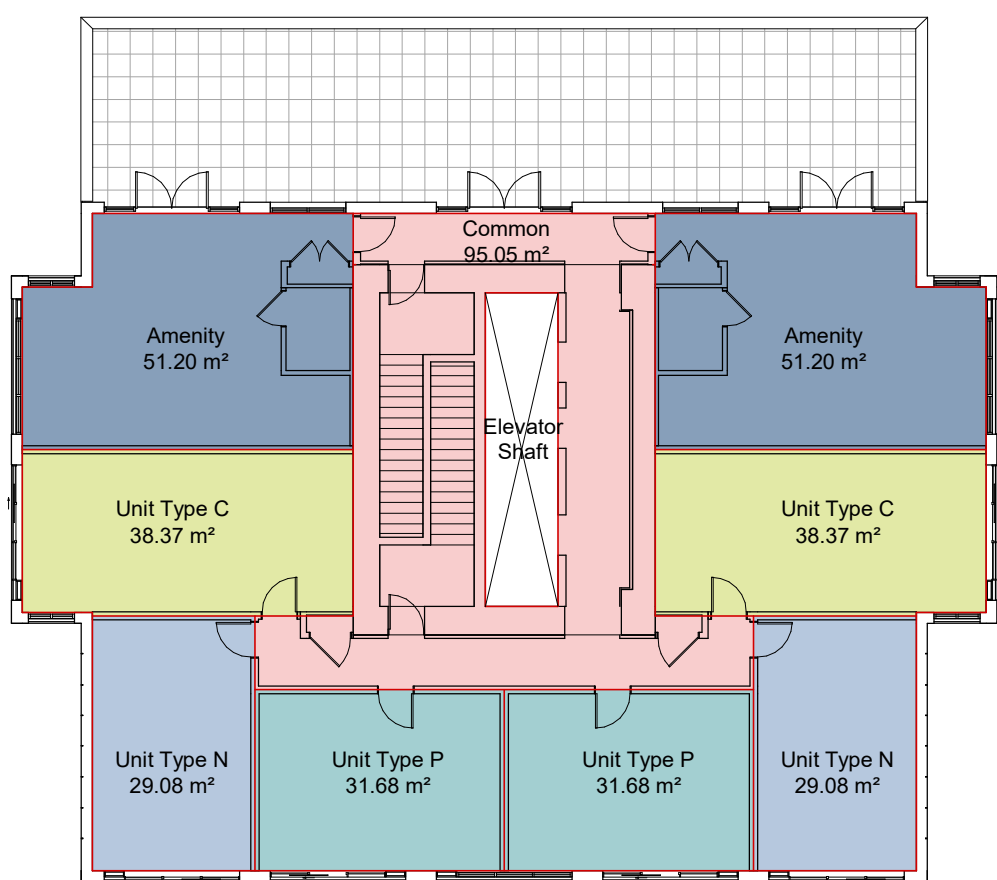 Common
95.05 m²
Amenity
51.20 m²
Amenity
51.20 m²
Elevator
Shaft
Unit Type C
38.37 m²
Unit Type C
38.37 m²
Unit Type N
29.08 m²
Unit Type P
31.68 m²
Unit Type P
31.68 m²
Unit Type N
29.08 m²